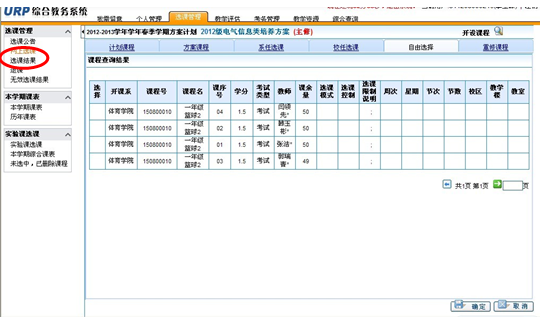 URP 综合教务系统
个人管理 选课管理 教学评估 考务管理 教学资源 综合查询
选课管理
选课公告
选课结果
无效选课结果
本学期课表
本学期课表
历年课表
实验课选课
实验课选课
本学期综合课表
未选中,已删除课程
2012-2013学年学年春季学期方案计划 2012级电气信息类培养方案 (主修) 开设课程
计划课程 方案课程 系任选课 校任选课 自由选择 重修课程
课程查询结果
选择 开课系 课程号 课程名 课序号 学分 考试类型 教师 课余量 选课模式 选课控制 选课限制说明 周次 星期 节次 节数 校区 教学楼 教室
体育学院 150800010 一年级篮球2 04 1.5 考试 50 ;
体育学院 150800010 一年级篮球2 02 1.5 考试 50 ;
体育学院 150800010 一年级篮球2 01 1.5 考试 张洁* 50 ;
体育学院 150800010 一年级篮球2 03 1.5 考试 49 ;
共1页 第1页 页
确定 取消